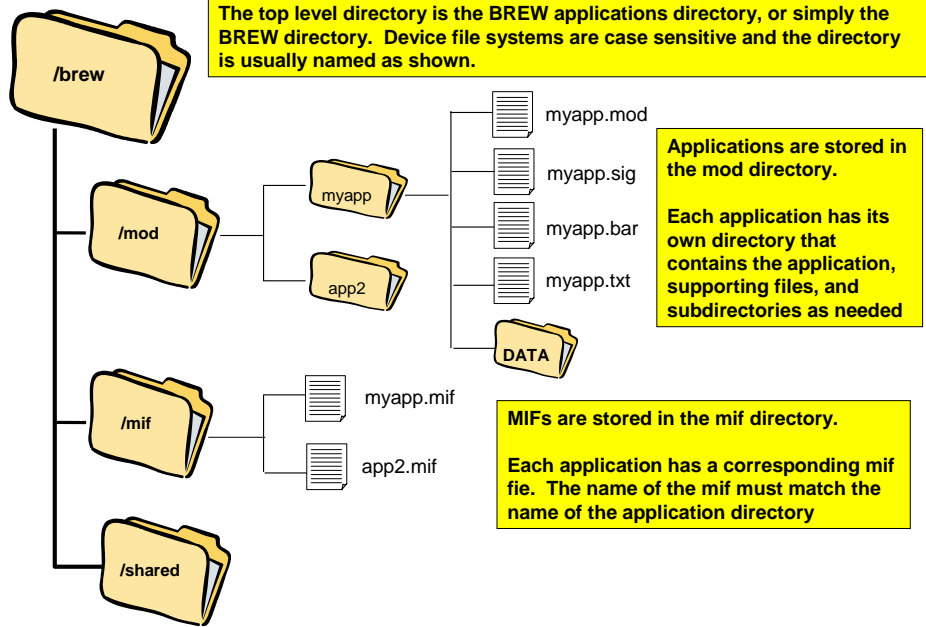 The top level directory is the BREW applications directory, or simply the
BREW directory.  Device file systems are case sensitive and the directory
is usually named as shown.
/brew
myapp.mod
myapp.sig
myapp.bar
myapp.txt
DATA
myapp
app2
/mod
Applications are stored in
the mod directory.
Each application has its
own directory that
contains the application,
supporting files, and
subdirectories as needed
/mif
myapp.mif
app2.mif
MIFs are stored in the mif directory.
Each application has a corresponding mif
fie.  The name of the mif must match the
name of the application directory
/shared